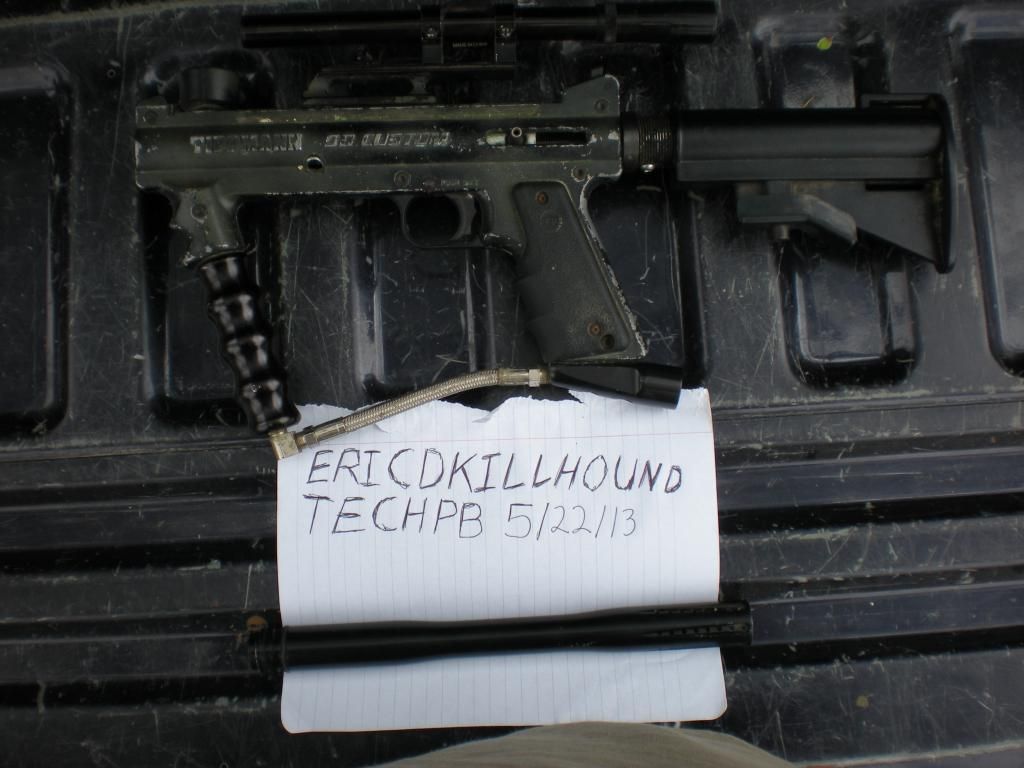 TIPPMANN 98 CUSTOM
ERICDKILLHOUND
TECHPB 5/22/13